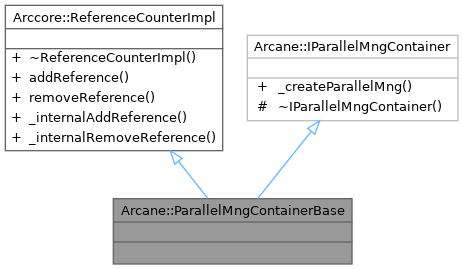 Arccore::ReferenceCounterImpl
+ ~ReferenceCounterImpl()
+ addReference()
+ removeReference()
+ _internalAddReference()
+ _internalRemoveReference()
Arcane::IParallelMngContainer
+ _createParallelMng()
# ~IParallelMngContainer()
Arcane::ParallelMngContainerBase